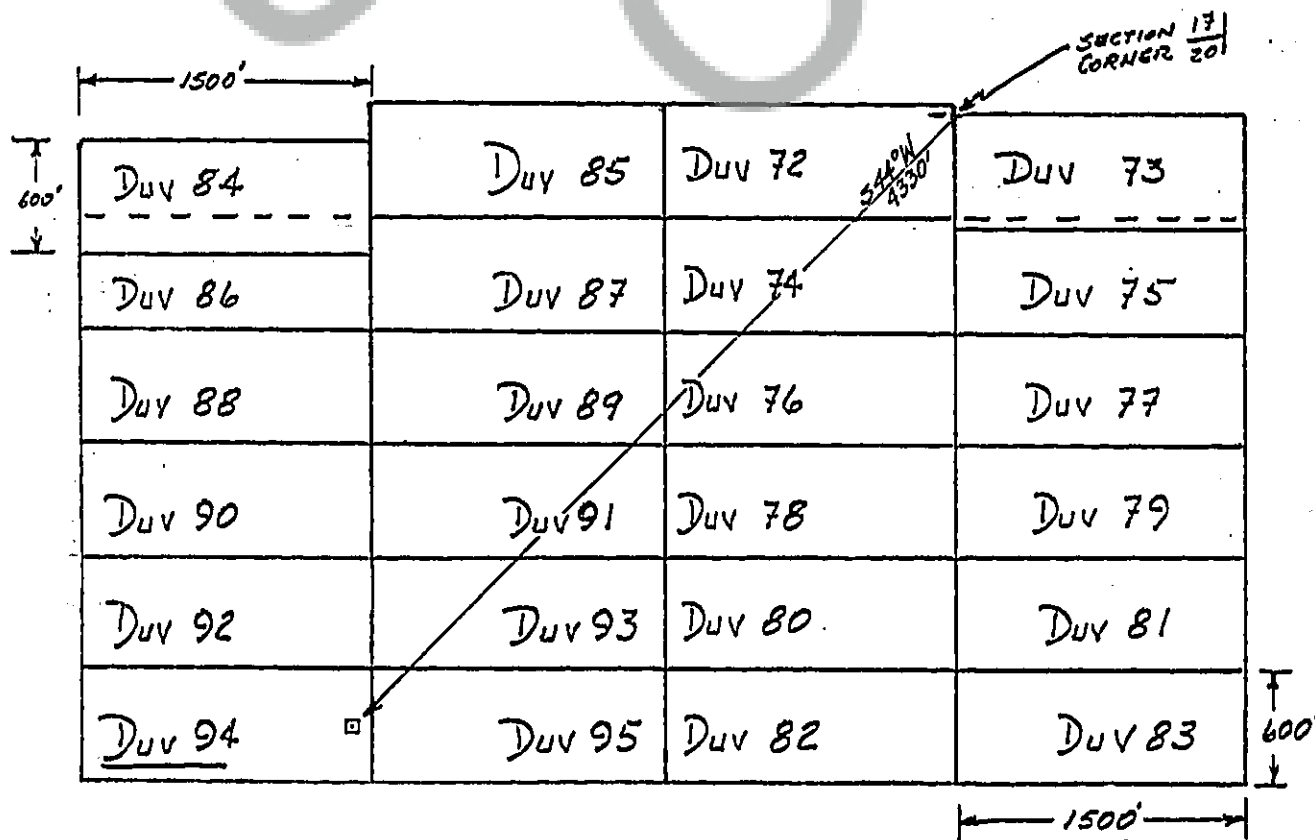 SECTION 17
CORNER 20
1500'
600'
Duv 84
Duv 85
Duv 72
S44°W
4330'
Duv 73
Duv 86
Duv 87
Duv 74
Duv 75
Duv 88
Duv 89
Duv 76
Duv 77
Duv 90
Duv 91
Duv 78
Duv 79
Duv 92
Duv 93
Duv 80
Duv 81
Duv 94
Duv 95
Duv 82
Duv 83
600'
1500'